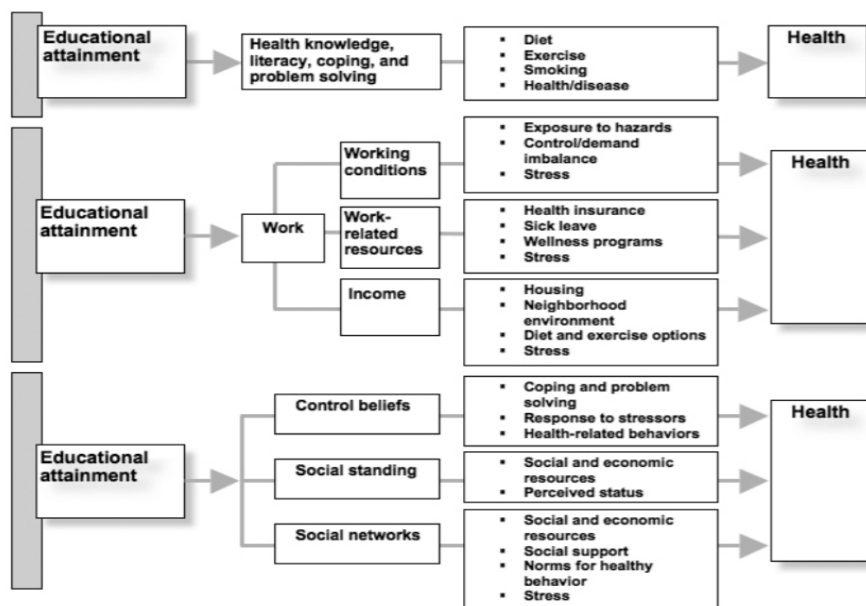 Educational
attainment
Health knowledge,
literacy, coping, and
problem solving
▪ Diet
▪ Exercise
▪ Smoking
▪ Health/disease
Health
Educational
attainment
Work
Working
conditions
▪ Exposure to hazards
▪ Control/demand
imbalance
▪ Stress
Work-
related
resources
▪ Health insurance
▪ Sick leave
▪ Wellness programs
▪ Stress
Income
▪ Housing
▪ Neighborhood
environment
▪ Diet and exercise options
▪ Stress
Health
Educational
attainment
Control beliefs
▪ Coping and problem
solving
▪ Response to stressors
▪ Health-related behaviors
Social standing
▪ Social and economic
resources
▪ Perceived status
Social networks
▪ Social and economic
resources
▪ Social support
▪ Norms for healthy
behavior
▪ Stress
Health